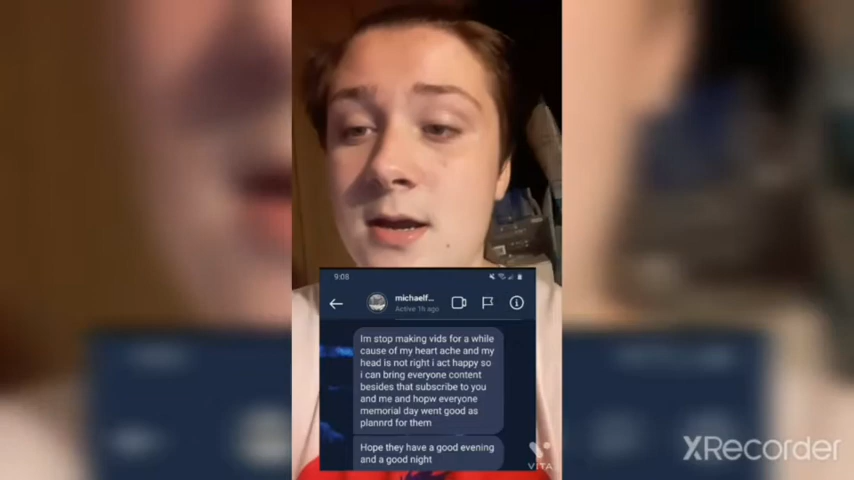 9:08
michaelf...
Active 1h ago
Im stop making vids for a while
cause of my heart ache and my
head is not right i act happy so
i can bring everyone content
besides that subscribe to you
and me and hopw everyone
memorial day went good as
plannrd for them
Hope they have a good evening
and a good night
VITA
XRecorder